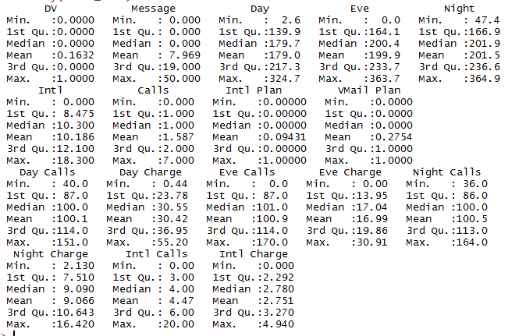 DV Message Day Eve Night
Min. :0.0000 Min. : 0.000 Min. : 2.6 Min. : 0.0 Min. : 47.4
1st Qu.:0.0000 1st Qu.: 0.000 1st Qu.:139.9 1st Qu.:164.1 1st Qu.:166.9
Median :0.0000 Median : 0.000 Median :179.7 Median :200.4 Median :201.9
Mean :0.1632 Mean : 7.969 Mean :179.0 Mean :199.9 Mean :201.5
3rd Qu.:0.0000 3rd Qu.:19.000 3rd Qu.:217.3 3rd Qu.:233.7 3rd Qu.:236.6
Max. :1.0000 Max. :50.000 Max. :324.7 Max. :363.7 Max. :364.9
Intl Calls Intl Plan VMail Plan
Min. : 0.000 Min. :0.000 Min. :0.00000 Min. :0.0000
1st Qu.: 8.475 1st Qu.:1.000 1st Qu.:0.00000 1st Qu.:0.0000
Median :10.300 Median :1.000 Median :0.00000 Median :0.0000
Mean :10.186 Mean :1.587 Mean :0.09431 Mean :0.2754
3rd Qu.:12.100 3rd Qu.:2.000 3rd Qu.:0.00000 3rd Qu.:1.0000
Max. :18.300 Max. :7.000 Max. :1.00000 Max. :1.0000
Day Calls Day Charge Eve Calls Eve Charge Night Calls
Min. : 40.0 Min. : 0.44 Min. : 0.0 Min. : 0.00 Min. : 36.0
1st Qu.: 87.0 1st Qu.:23.78 1st Qu.: 87.0 1st Qu.:13.95 1st Qu.: 86.0
Median :100.0 Median :30.55 Median :101.0 Median :17.04 Median :100.0
Mean :100.1 Mean :30.42 Mean :100.9 Mean :16.99 Mean :100.5
3rd Qu.:114.0 3rd Qu.:36.95 3rd Qu.:114.0 3rd Qu.:19.86 3rd Qu.:113.0
Max. :151.0 Max. :55.20 Max. :170.0 Max. :30.91 Max. :164.0
Night Charge Intl Calls Intl Charge
Min. : 2.130 Min. : 0.00 Min. :0.000
1st Qu.: 7.510 1st Qu.: 3.00 1st Qu.:2.292
Median : 9.090 Median : 4.00 Median :2.780
Mean : 9.066 Mean : 4.47 Mean :2.751
3rd Qu.:10.643 3rd Qu.: 6.00 3rd Qu.:3.270
Max. :16.420 Max. :20.00 Max. :4.940